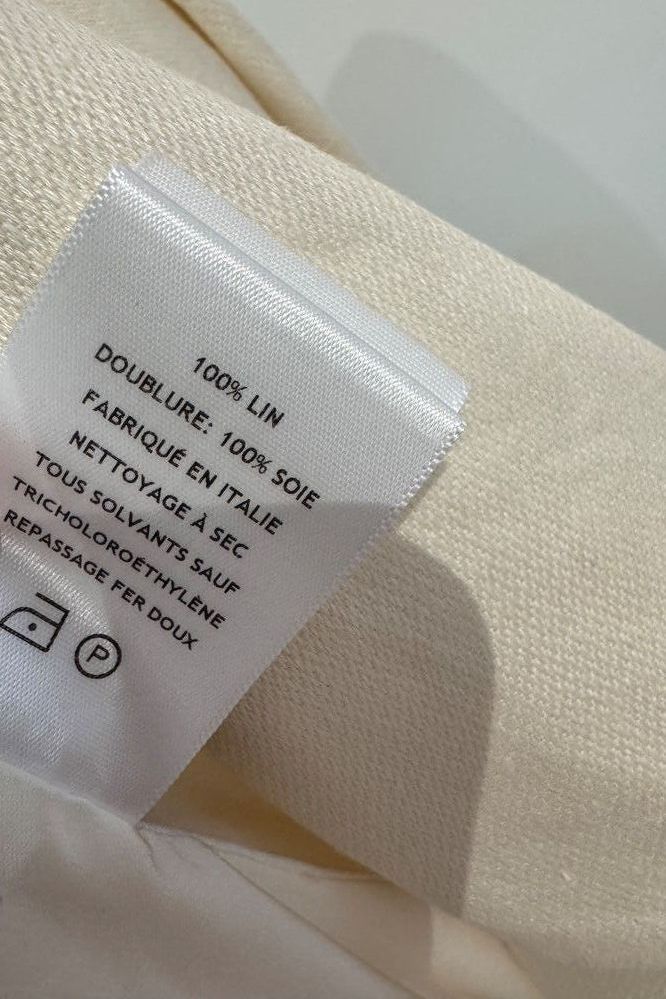 100% LIN
DOUBLURE: 100% SOIE
FABRIQUÉ EN ITALIE
NETTOYAGE À SEC
TOUS SOLVANTS SAUF
TRICHOLOROÉTHYLÈNE
REPASSAGE FER DOUX
P